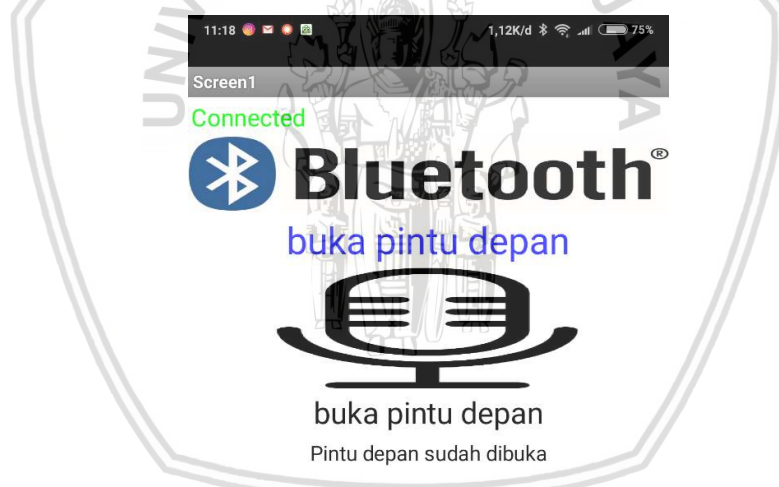 11:18 1,12K/d 75%
Screen1
Connected
Bluetooth®
buka pintu depan
buka pintu depan
Pintu depan sudah dibuka